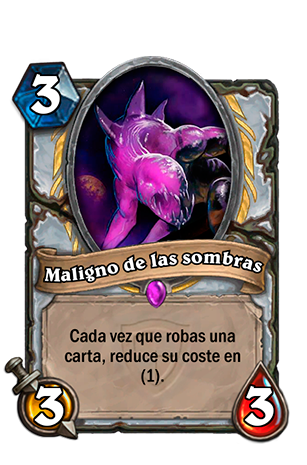 3
Maligno de las sombras
Cada vez que robas una
carta, reduce su coste en
(1).
3
3